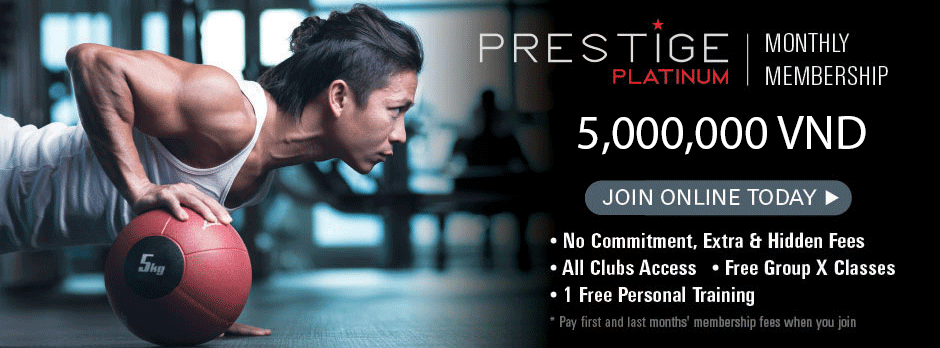 PRESTIGE
PLATINUM
MONTHLY
MEMBERSHIP
5,000,000 VND
JOIN ONLINE TODAY ▶
• No Commitment, Extra & Hidden Fees
• All Clubs Access • Free Group X Classes
• 1 Free Personal Training
* Pay first and last months' membership fees when you join
5kg